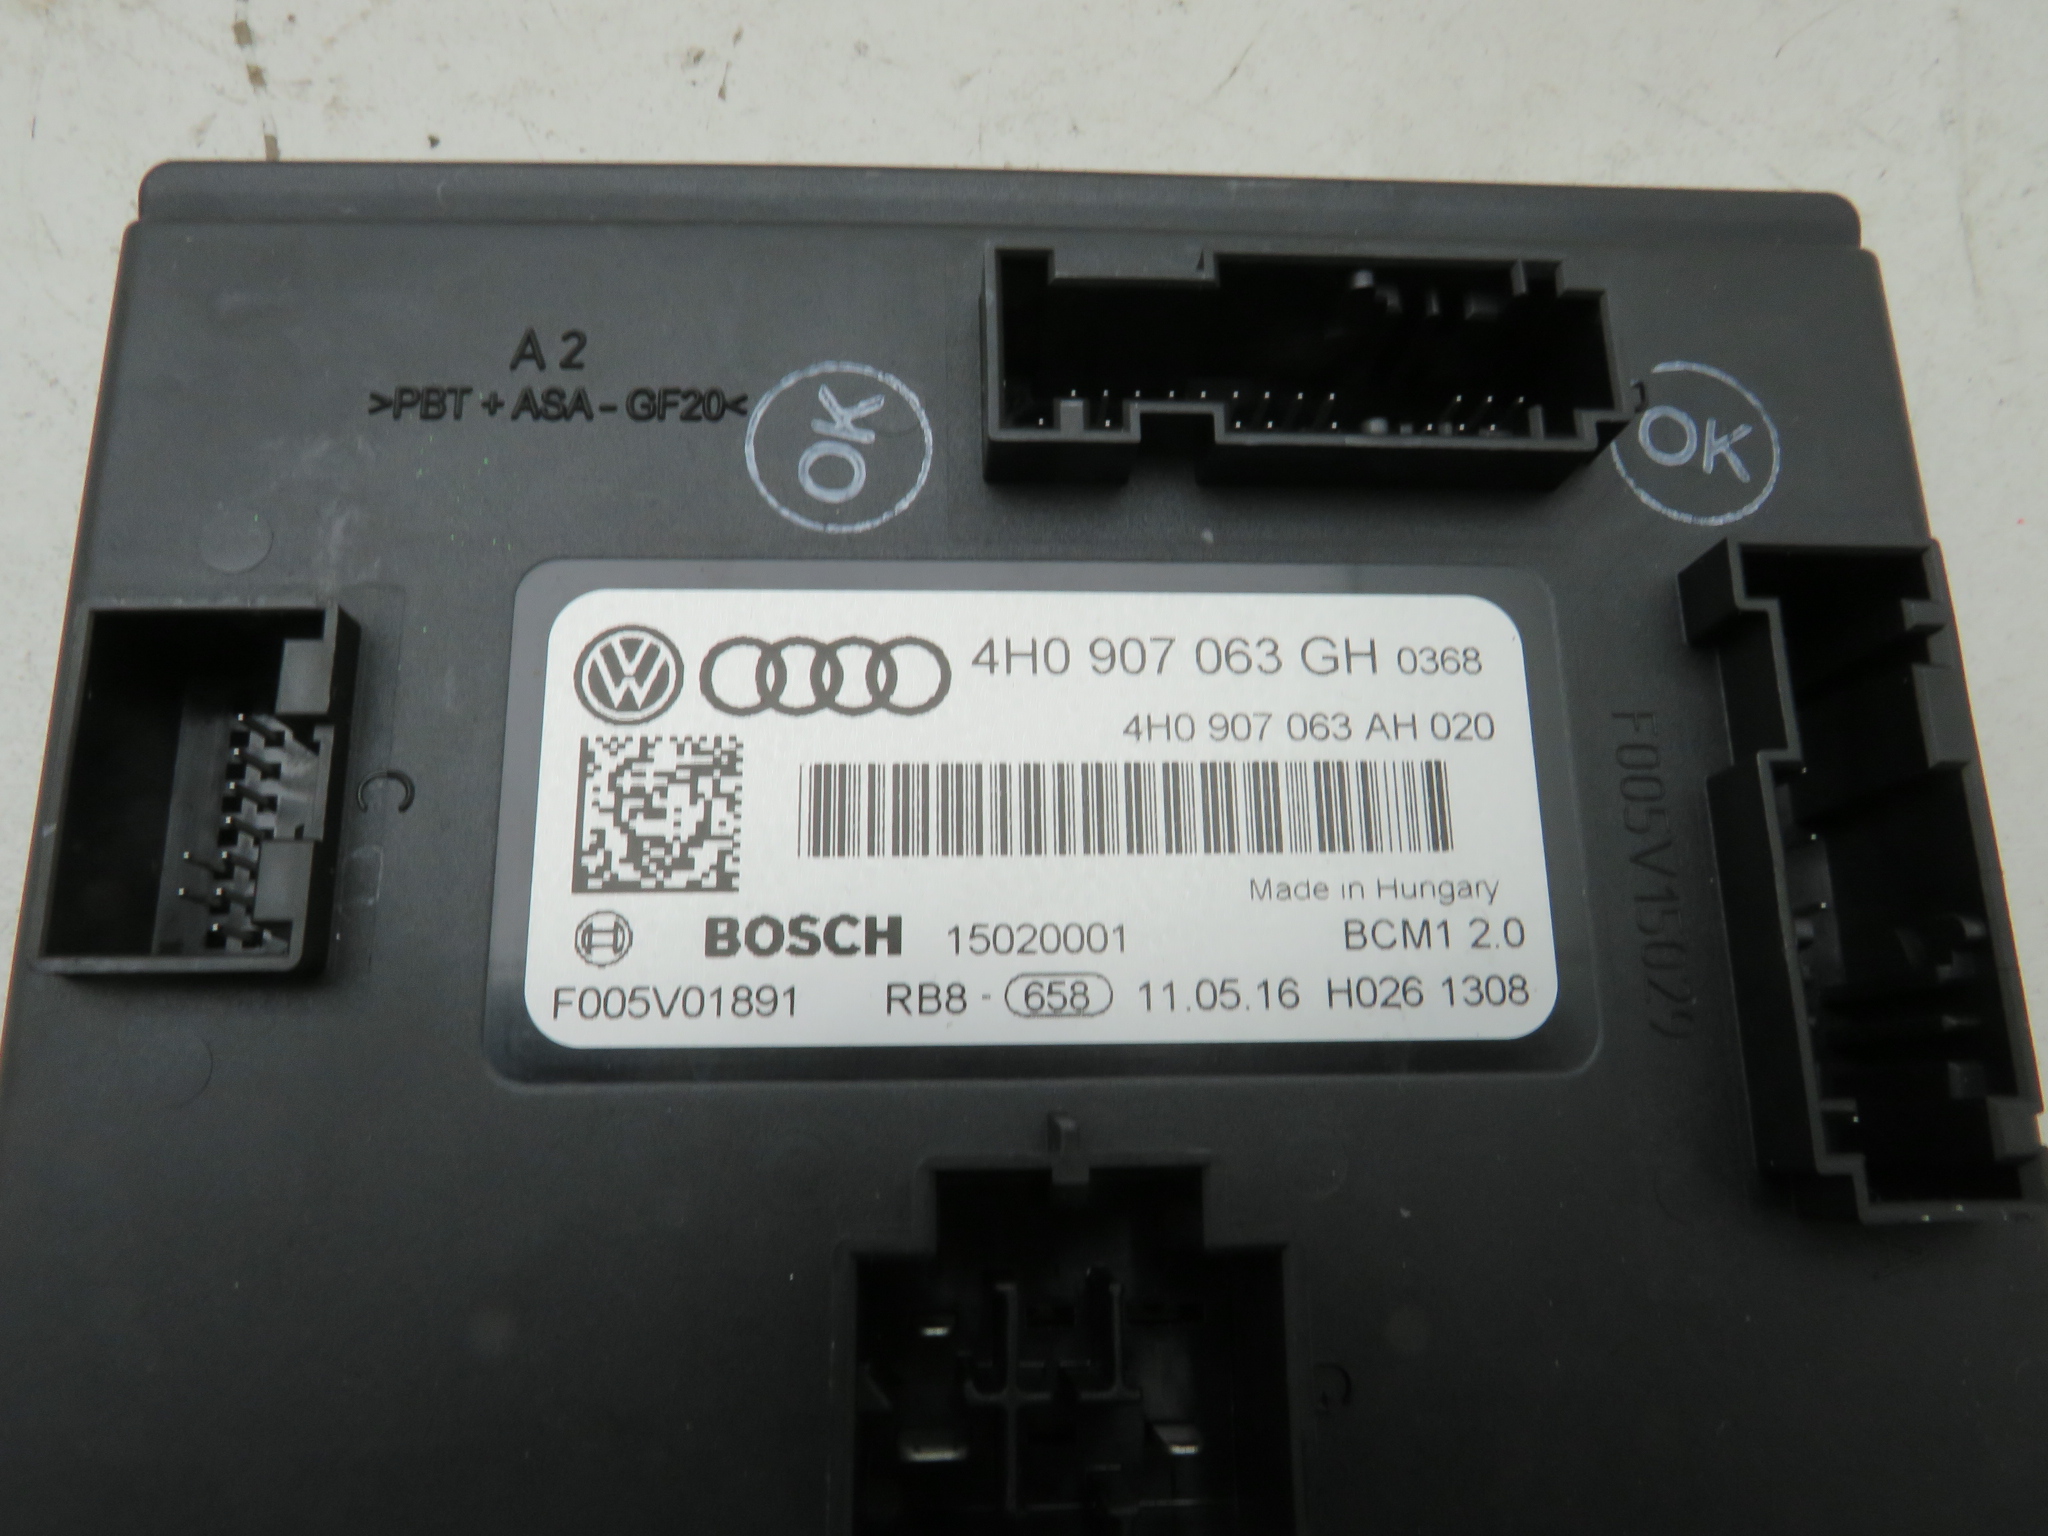 A 2
>PBT + ASA - GF20<
OK
OK
4H0 907 063 GH 0368
4H0 907 063 AH 020
Made in Hungary
BOSCH 15020001 BCM1 2.0
F005V01891 RB8 - 658 11.05.16 H026 1308
F005V15029
C